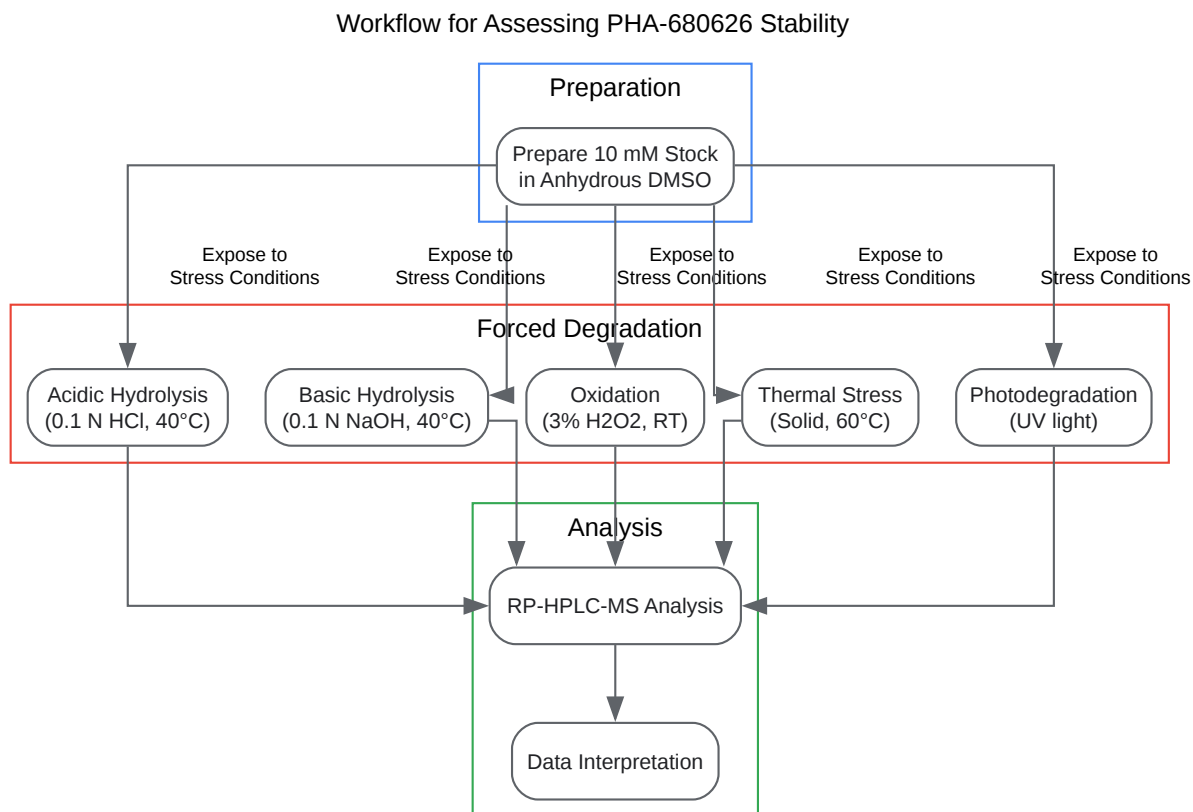 Workflow for Assessing PHA-680626 Stability
Preparation
Prepare 10 mM Stock
in Anhydrous DMSO
Expose to
Stress Conditions
Expose to
Stress Conditions
Expose to
Stress Conditions
Expose to
Stress Conditions
Expose to
Stress Conditions
Forced Degradation
Acidic Hydrolysis
(0.1 N HCl, 40°C)
Basic Hydrolysis
(0.1 N NaOH, 40°C)
Oxidation
(3% H2O2, RT)
Thermal Stress
(Solid, 60°C)
Photodegradation
(UV light)
Analysis
RP-HPLC-MS Analysis
Data Interpretation